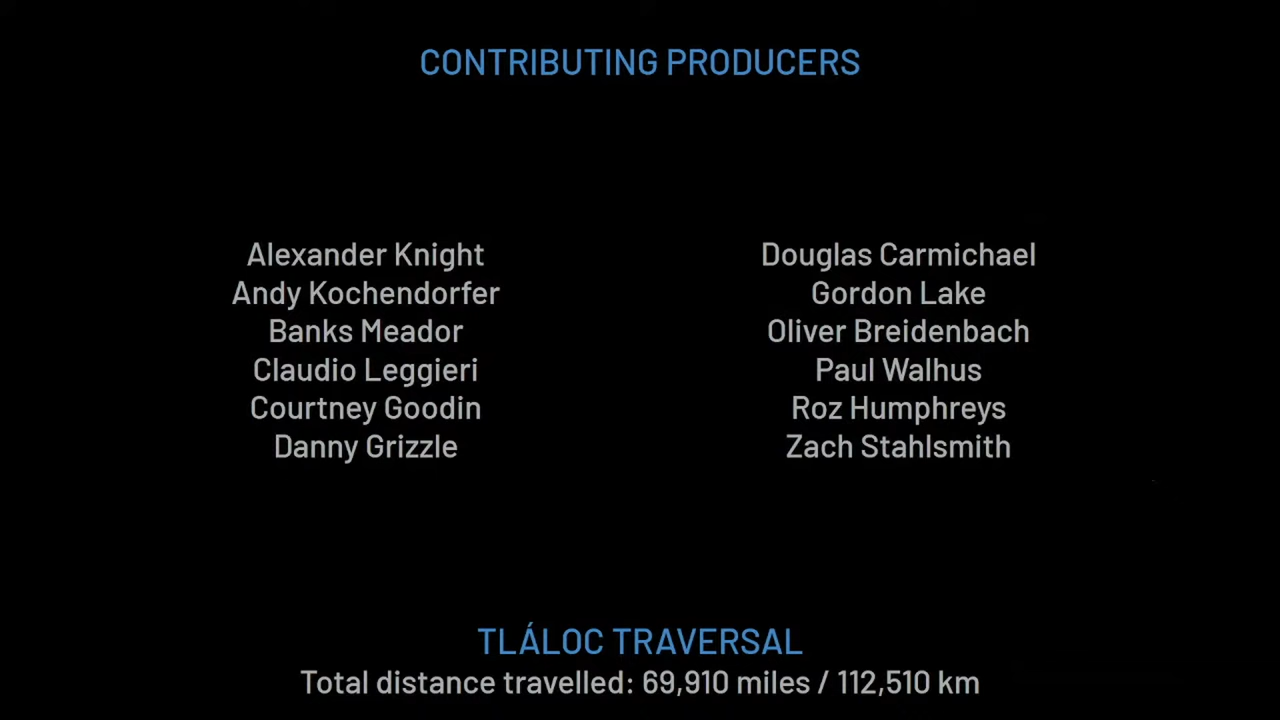 CONTRIBUTING PRODUCERS
Alexander Knight
Andy Kochendorfer
Banks Meador
Claudio Leggieri
Courtney Goodin
Danny Grizzle
Douglas Carmichael
Gordon Lake
Oliver Breidenbach
Paul Walhus
Roz Humphreys
Zach Stahlsmith
TLÁLOC TRAVERSAL
Total distance travelled: 69,910 miles / 112,510 km